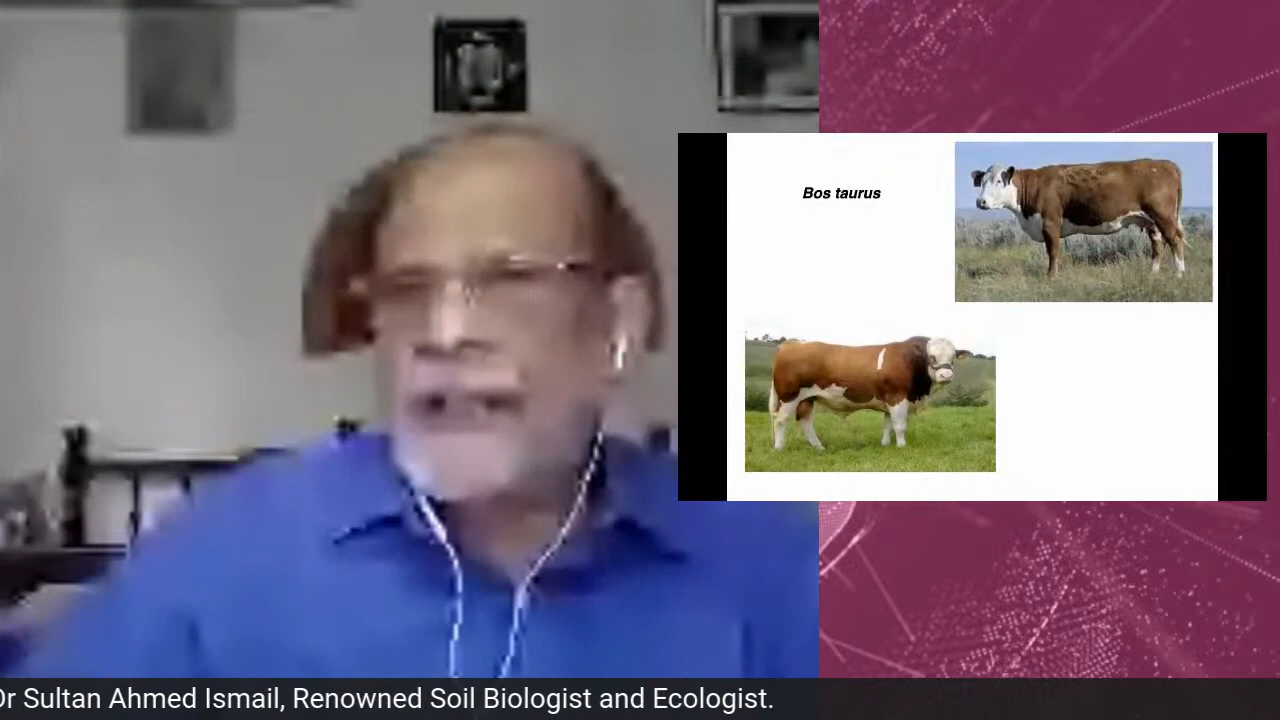 Bos taurus
Dr Sultan Ahmed Ismail, Renowned Soil Biologist and Ecologist.